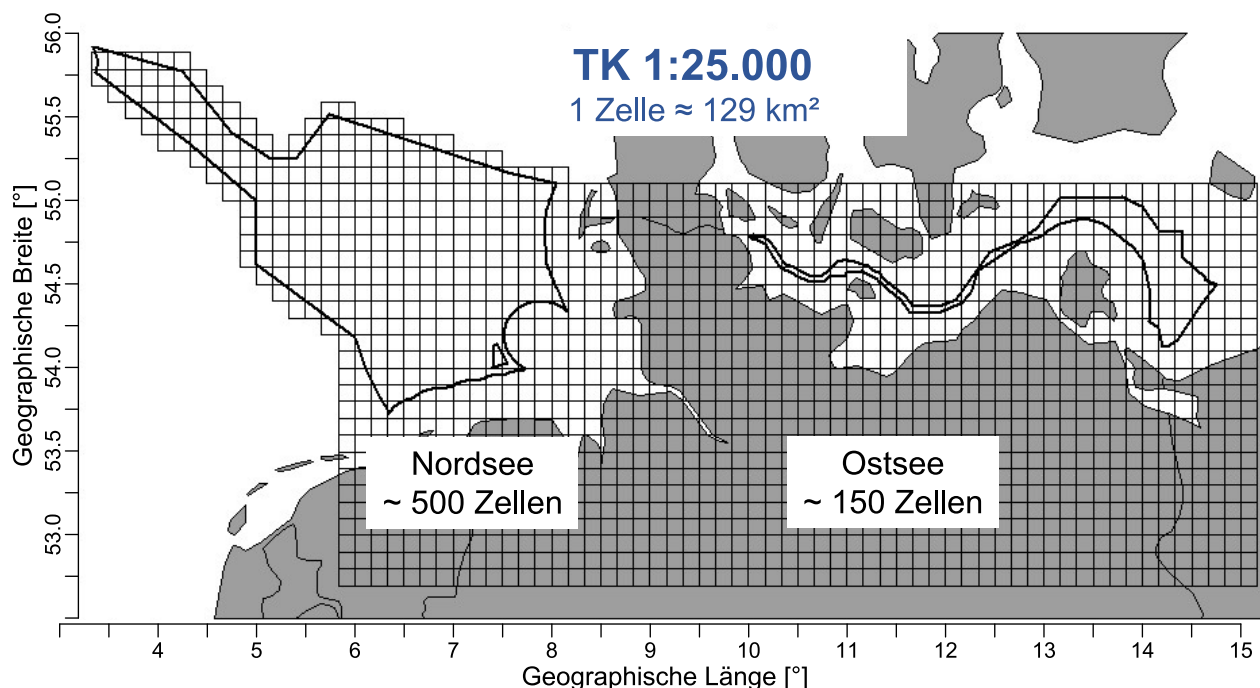 TK 1:25.000
1 Zelle ≈ 129 km²
Geographische Breite [°]
56.0
55.5
55.0
54.5
54.0
53.5
53.0
Nordsee
~ 500 Zellen
Ostsee
~ 150 Zellen
4 5 6 7 8 9 10 11 12 13 14 15
Geographische Länge [°]